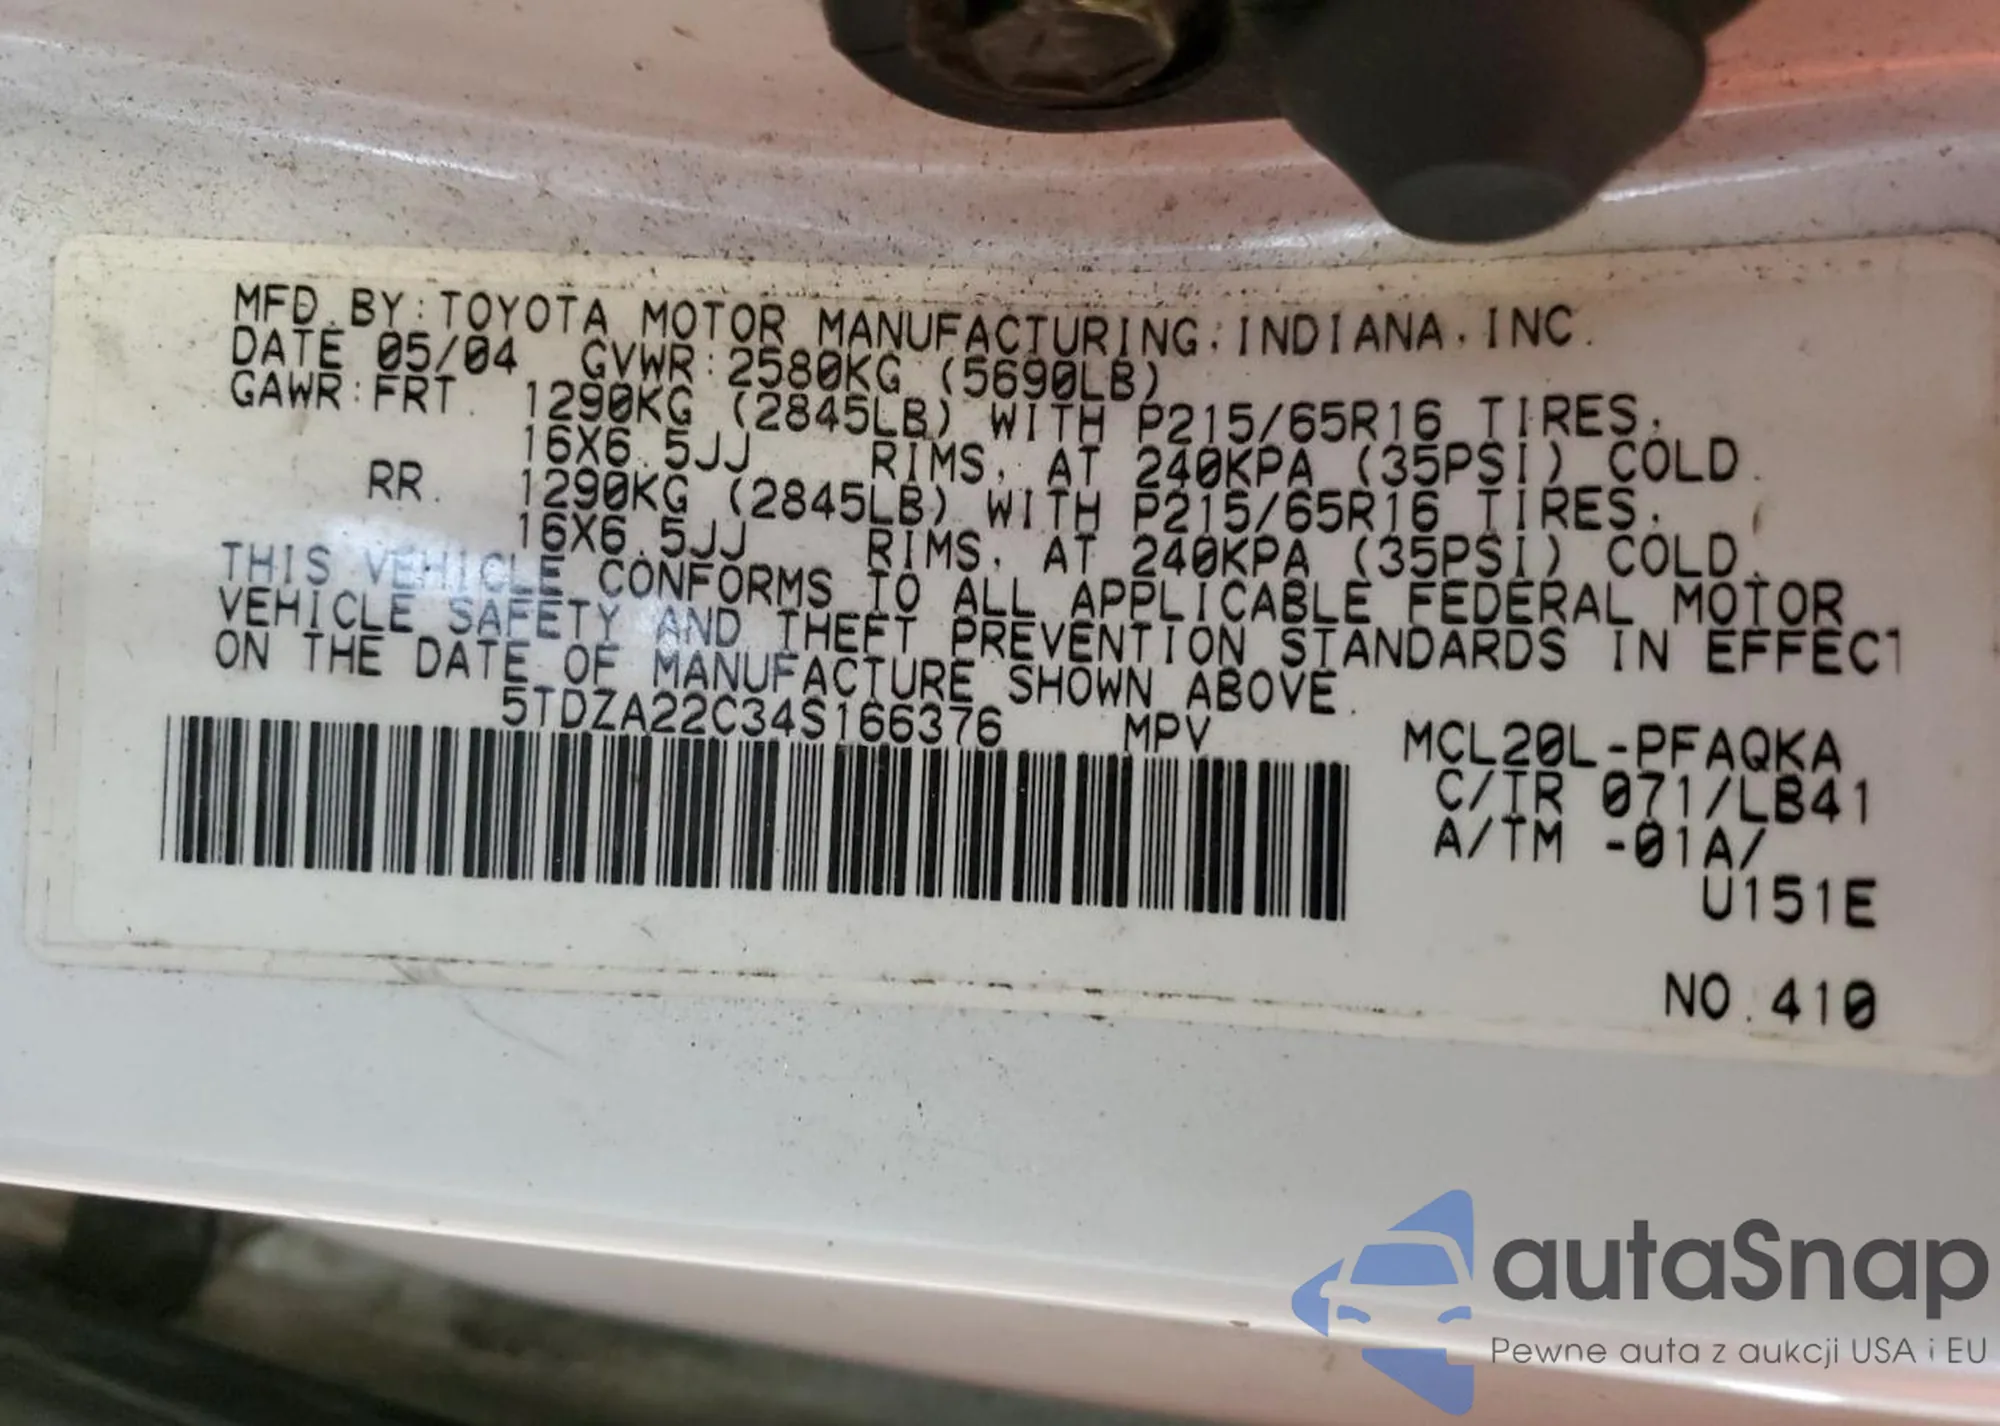 MFD.BY:TOYOTA MOTOR MANUFACTURING,INDIANA,INC.
DATE 05/04 GVWR:2580KG (5690LB)
GAWR:FRT. 1290KG (2845LB) WITH P215/65R16 TIRES,
16X6.5JJ RIMS, AT 240KPA (35PSI) COLD.
RR. 1290KG (2845LB) WITH P215/65R16 TIRES,
16X6.5JJ RIMS, AT 240KPA (35PSI) COLD.
THIS VEHICLE CONFORMS TO ALL APPLICABLE FEDERAL MOTOR
VEHICLE SAFETY AND THEFT PREVENTION STANDARDS IN EFFECT
ON THE DATE OF MANUFACTURE SHOWN ABOVE.
5TDZA22C34S166376 MPV
MCL20L-PFAQKA
C/TR 071/LB41
A/TM -01A/
U151E
NO.410
autaSnap
Pewne auta z aukcji USA i EU